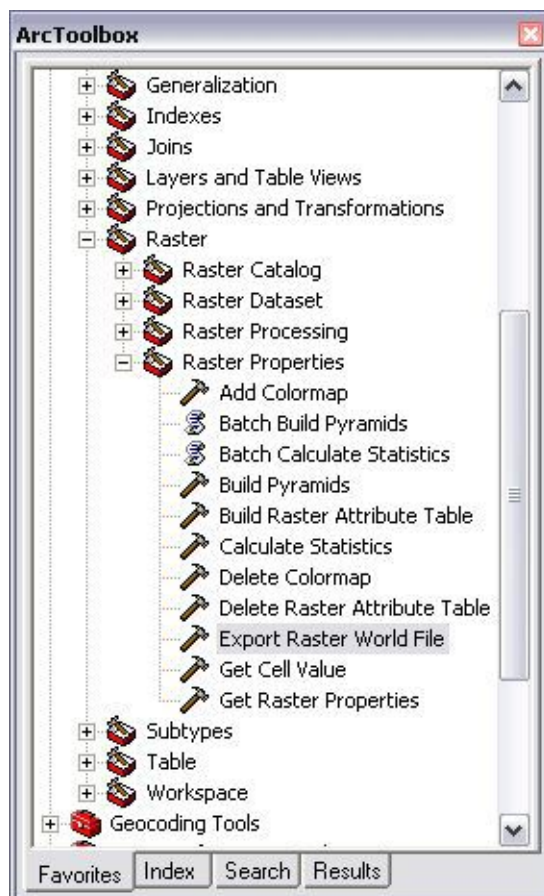 ArcToolbox
Generalization
Indexes
Joins
Layers and Table Views
Projections and Transformations
Raster
Raster Catalog
Raster Dataset
Raster Processing
Raster Properties
Add Colormap
Batch Build Pyramids
Batch Calculate Statistics
Build Pyramids
Build Raster Attribute Table
Calculate Statistics
Delete Colormap
Delete Raster Attribute Table
Export Raster World File
Get Cell Value
Get Raster Properties
Subtypes
Table
Workspace
Geocoding Tools
Favorites Index Search Results